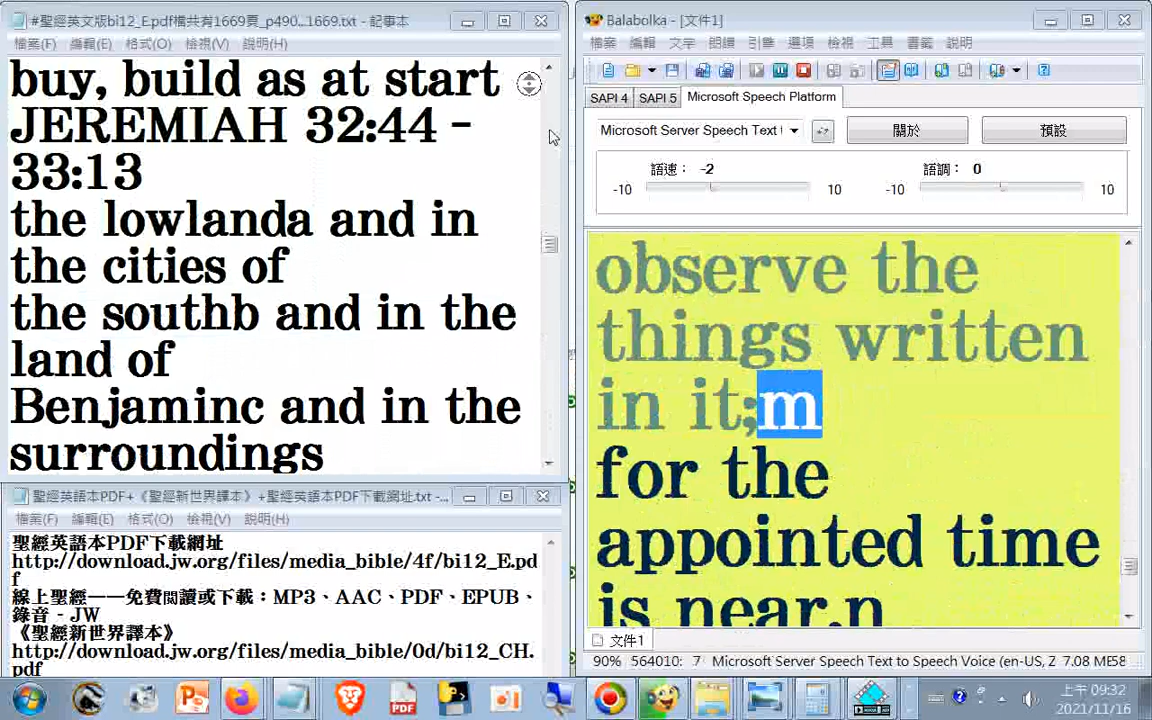 #聖經英文版bi12_E.pdf檔共有1669頁_p490...1669.txt - 記事本
檔案(F) 編輯(E) 格式(O) 檢視(V) 說明(H)
buy, build as at start
JEREMIAH 32:44 -
33:13
the lowlanda and in
the cities of
the southb and in the
land of
Benjaminc and in the
surroundings
聖經英語本PDF+《聖經新世界譯本》+聖經英語本PDF下載網址.txt -...
檔案(F) 編輯(E) 格式(O) 檢視(V) 說明(H)
聖經英語本PDF下載網址
http://download.jw.org/files/media_bible/4f/bi12_E.pd
f
線上聖經──免費閱讀或下載：MP3、AAC、PDF、EPUB、
錄音 - JW
《聖經新世界譯本》
http://download.jw.org/files/media_bible/0d/bi12_CH.
pdf
Balabolka - [文件1]
檔案 編輯 文字 閱讀 引擎 選項 檢視 工具 書籤 說明
SAPI 4 SAPI 5 Microsoft Speech Platform
Microsoft Server Speech Text 關於 預設
語速： -2 語調： 0
-10 10 -10 10
observe the
things written
in it;m
for the
appointed time
is near.n
文件1
90% 564010: 7 Microsoft Server Speech Text to Speech Voice (en-US, Z 7.08 ME58
上午 09:32
2021/11/16